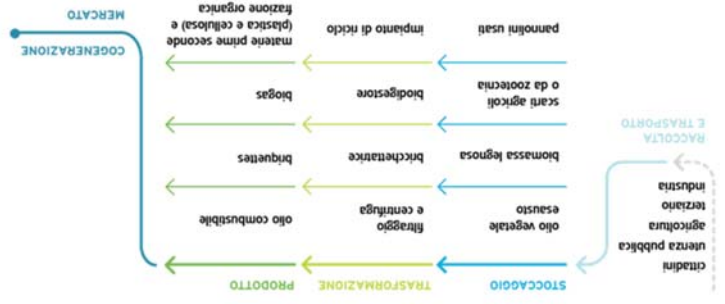 cittadini
utenza pubblica
agricoltura
terziario
industria
RACCOLTA
E TRASPORTO
STOCCAGGIO
TRASFORMAZIONE
PRODOTTO
olio vegetale
esausto
filtraggio
e centrifuga
olio combustibile
biomassa legnosa
bricchettatrice
briquettes
scarti agricoli
o da zootecnia
biodigestore
biogas
pannolini usati
impianto di riciclo
materie prime seconde
(plastica e cellulosa) e
frazione organica
COGENERAZIONE
MERCATO